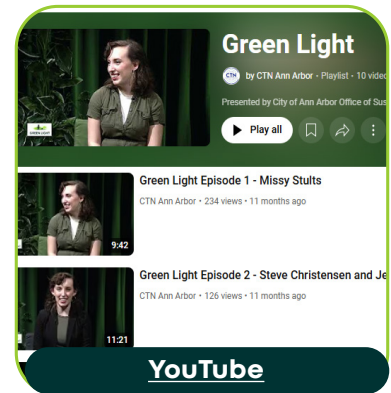 Green Light
CTN by CTN Ann Arbor • Playlist • 10 video
Presented by City of Ann Arbor Office of Sus
Play all
GREEN LIGHT
Green Light Episode 1 - Missy Stults
CTN Ann Arbor • 234 views • 11 months ago
9:42
Green Light Episode 2 - Steve Christensen and Je
CTN Ann Arbor • 126 views • 11 months ago
11:21
YouTube